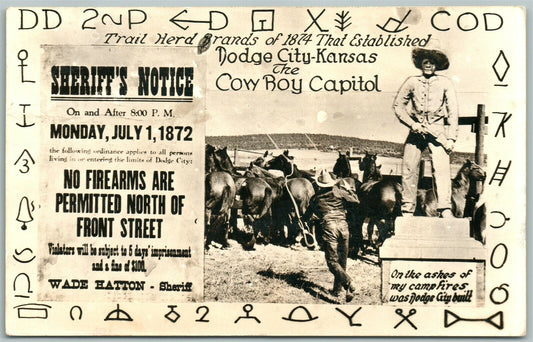 DD 2~P D COD
Trail Herd Brands of 1874 That Established
Dodge City-Kansas
The
Cow Boy Capitol
SHERIFF'S NOTICE
On and After 8:00 P. M.
MONDAY, JULY 1, 1872
the following ordinance applies to all persons
living in or entering the limits of Dodge City:
NO FIREARMS ARE
PERMITTED NORTH OF
FRONT STREET
Violators will be subject to 5 days' imprisonment
and a fine of $100.
WADE HATTON - Sheriff
On the ashes of
my campfires
was Dodge City built